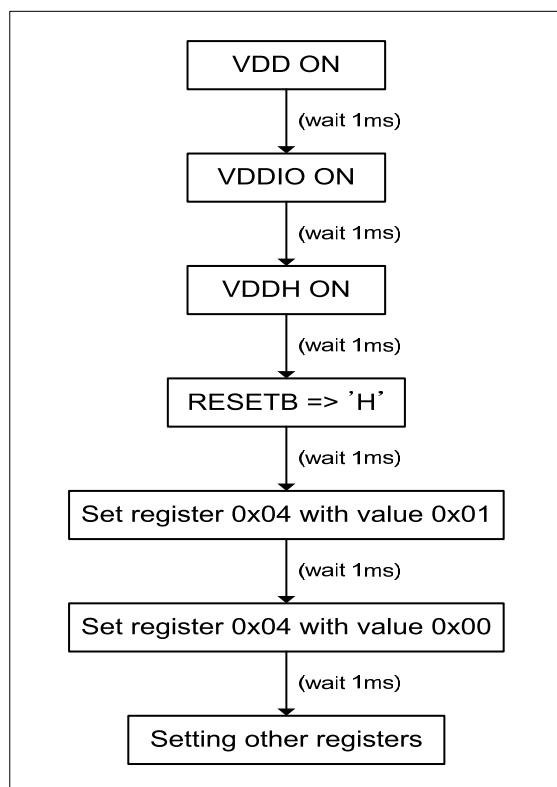 VDD ON
(wait 1ms)
VDDIO ON
(wait 1ms)
VDDH ON
(wait 1ms)
RESETB => 'H'
(wait 1ms)
Set register 0x04 with value 0x01
(wait 1ms)
Set register 0x04 with value 0x00
(wait 1ms)
Setting other registers